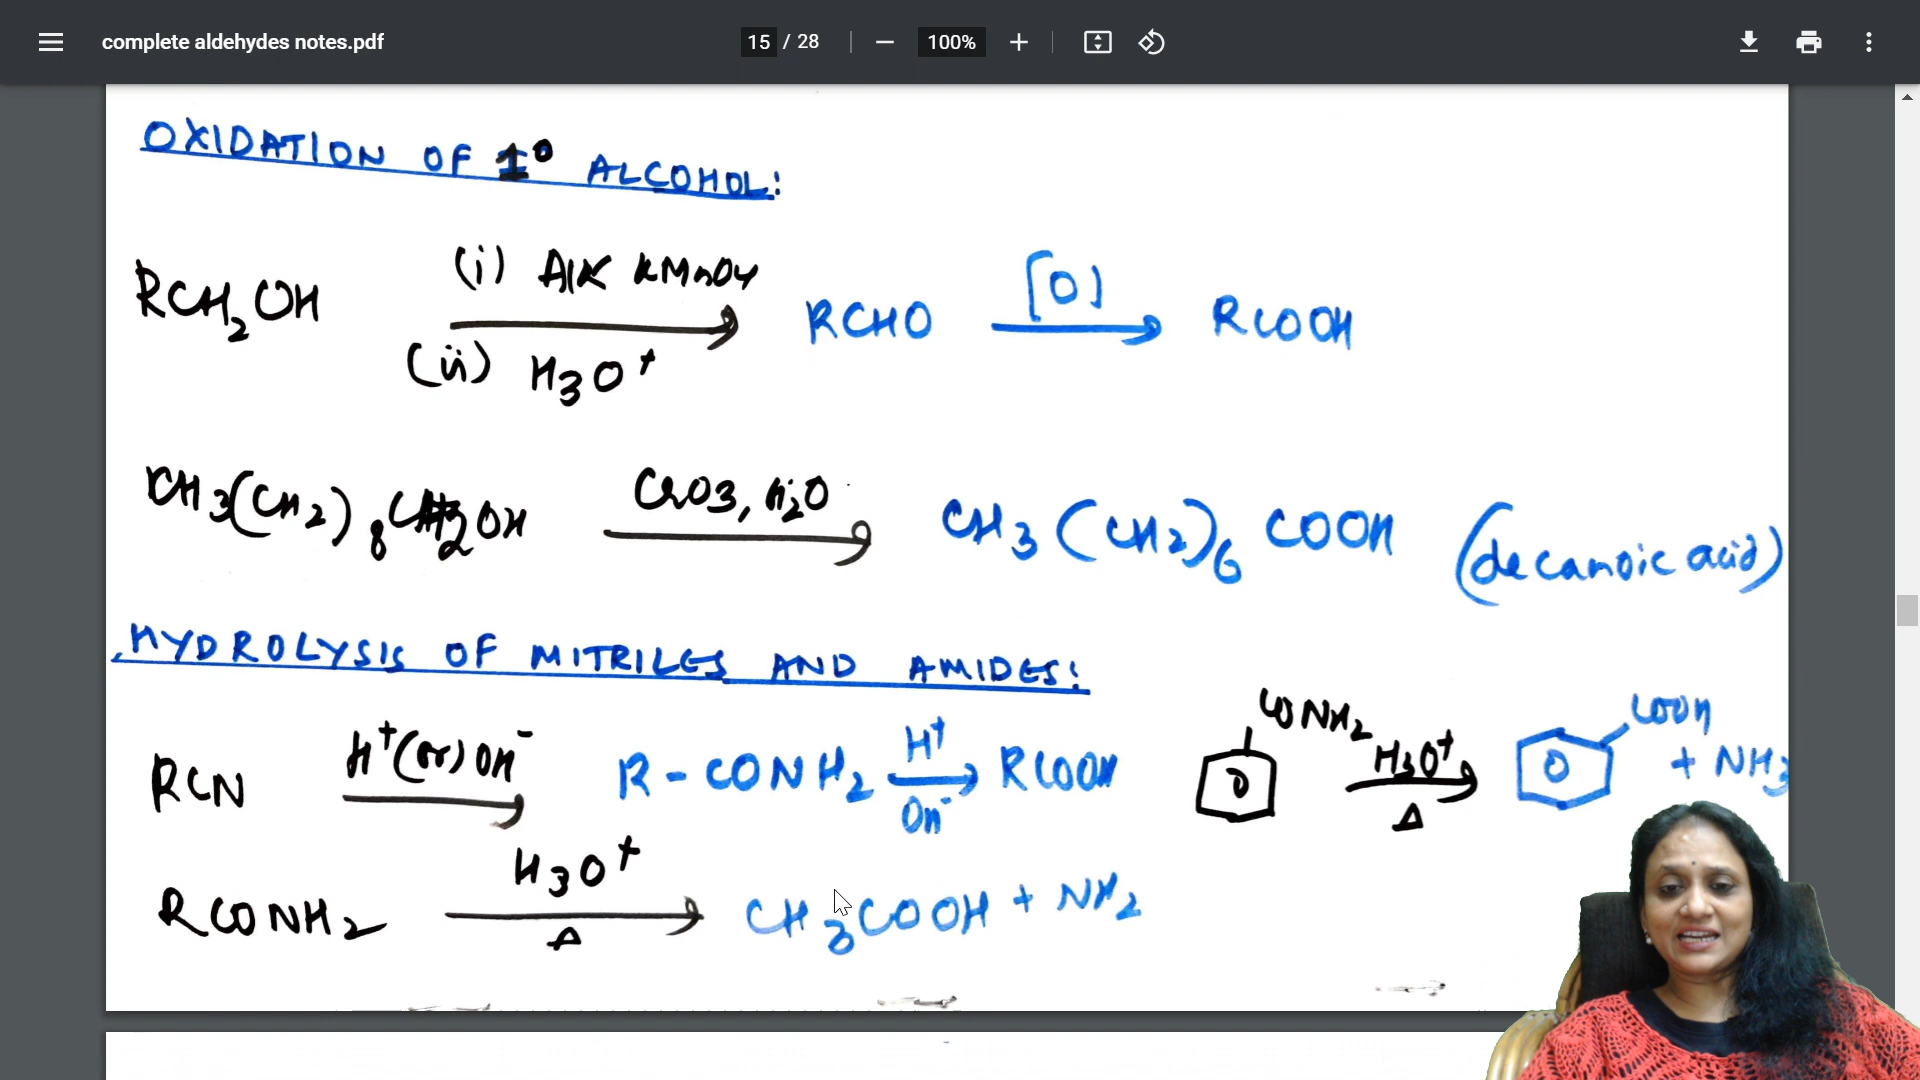 complete aldehydes notes.pdf 15 / 28 100%
OXIDATION OF 1° ALCOHOL:
RCH2OH (i) Alk KMnO4 (ii) H3O+ → RCHO [O] → RCOOH
CH3(CH2)8CH2OH CrO3, H2O → CH3(CH2)6COOH (decanoic acid)
HYDROLYSIS OF NITRILES AND AMIDES:
RCN H+(or)OH- → R-CONH2 H+ → OH- RCOOH
CONH2 H3O+ → Δ COOH + NH3
RCONH2 H3O+ → Δ CH3COOH + NH2